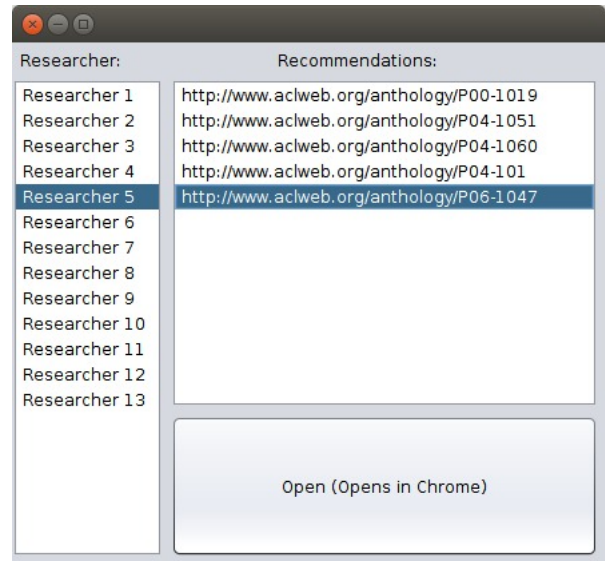 Researcher:
Recommendations:
Researcher 1
Researcher 2
Researcher 3
Researcher 4
Researcher 5
Researcher 6
Researcher 7
Researcher 8
Researcher 9
Researcher 10
Researcher 11
Researcher 12
Researcher 13
http://www.aclweb.org/anthology/P00-1019
http://www.aclweb.org/anthology/P04-1051
http://www.aclweb.org/anthology/P04-1060
http://www.aclweb.org/anthology/P04-101
http://www.aclweb.org/anthology/P06-1047
Open (Opens in Chrome)